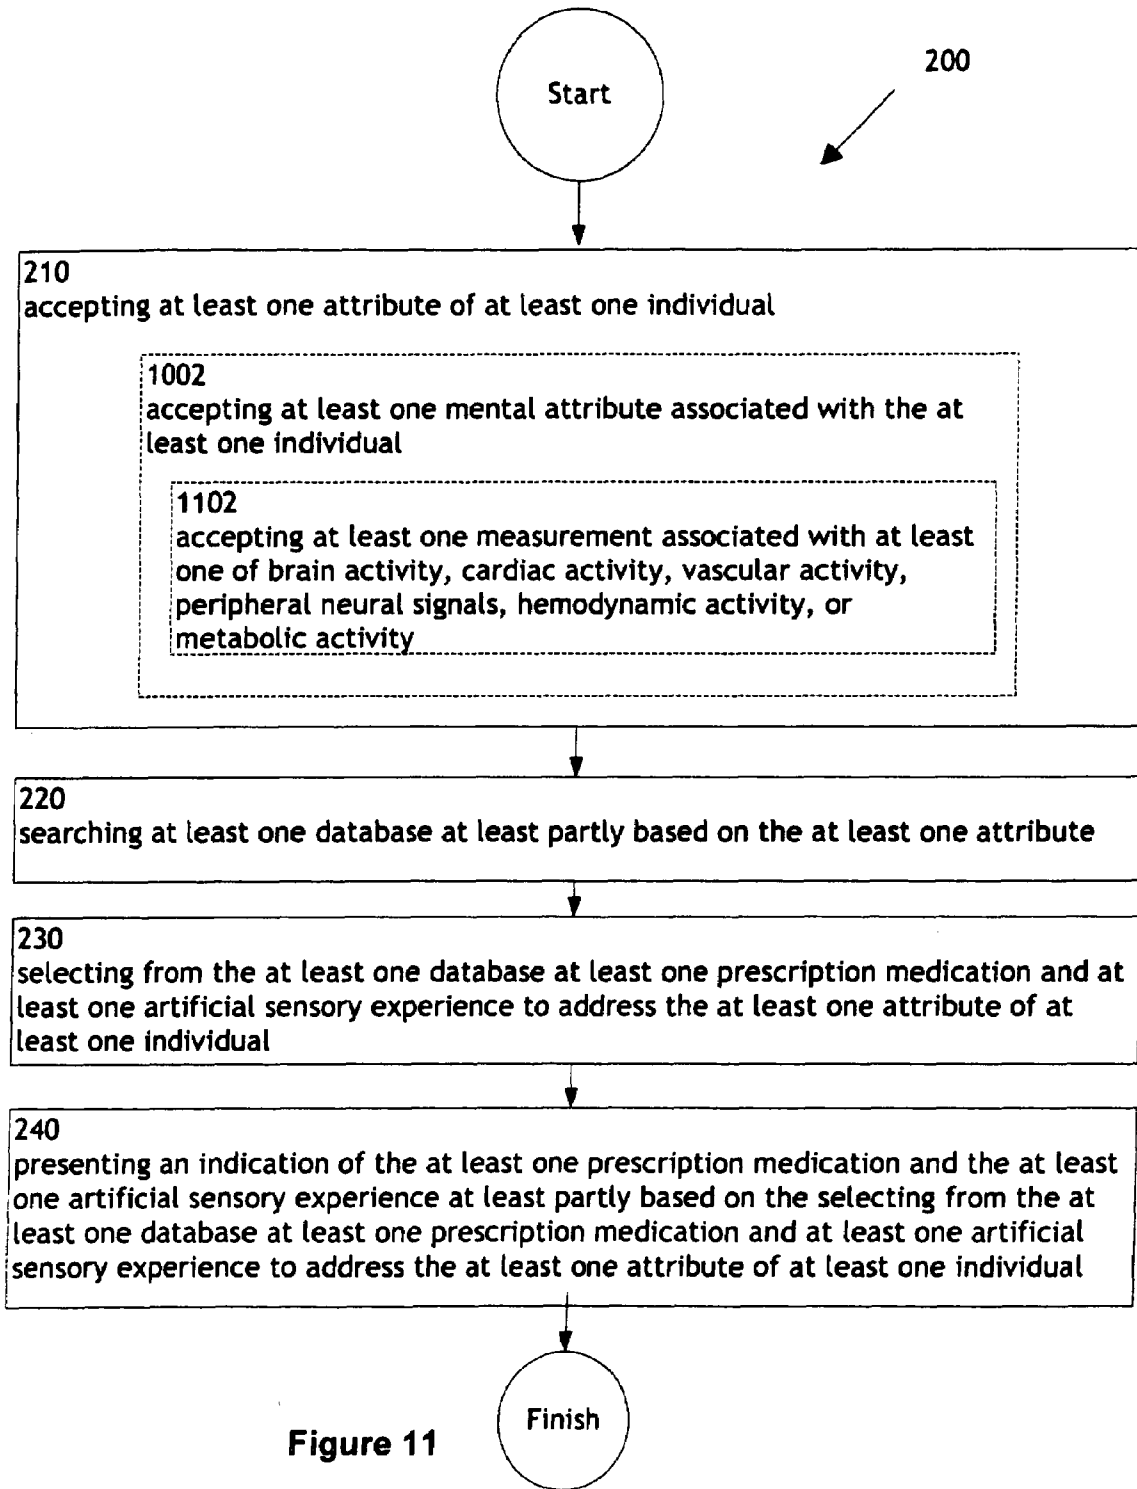 Start
200
210
accepting at least one attribute of at least one individual
1002
accepting at least one mental attribute associated with the at
least one individual
1102
accepting at least one measurement associated with at least
one of brain activity, cardiac activity, vascular activity,
peripheral neural signals, hemodynamic activity, or
metabolic activity
220
searching at least one database at least partly based on the at least one attribute
230
selecting from the at least one database at least one prescription medication and at
least one artificial sensory experience to address the at least one attribute of at
least one individual
240
presenting an indication of the at least one prescription medication and the at least
one artificial sensory experience at least partly based on the selecting from the at
least one database at least one prescription medication and at least one artificial
sensory experience to address the at least one attribute of at least one individual
Finish
Figure 11